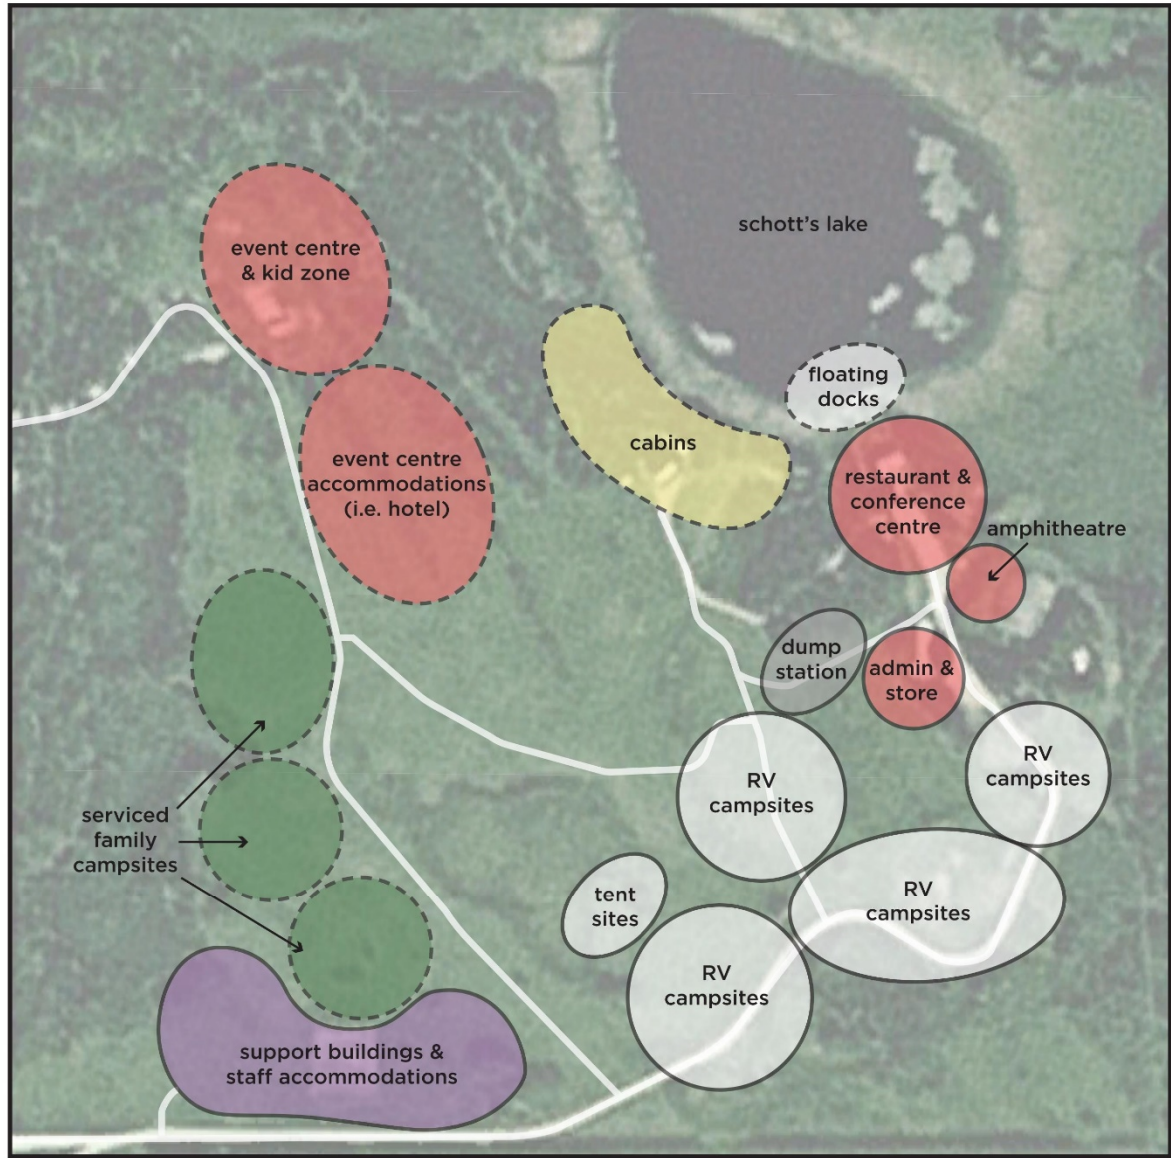 schott's lake
event centre
& kid zone
floating
docks
cabins
event centre
accommodations
(i.e. hotel)
restaurant &
conference
centre
amphitheatre
dump
station
admin &
store
RV
campsites
RV
campsites
serviced
family
campsites
tent
sites
RV
campsites
RV
campsites
support buildings &
staff accommodations